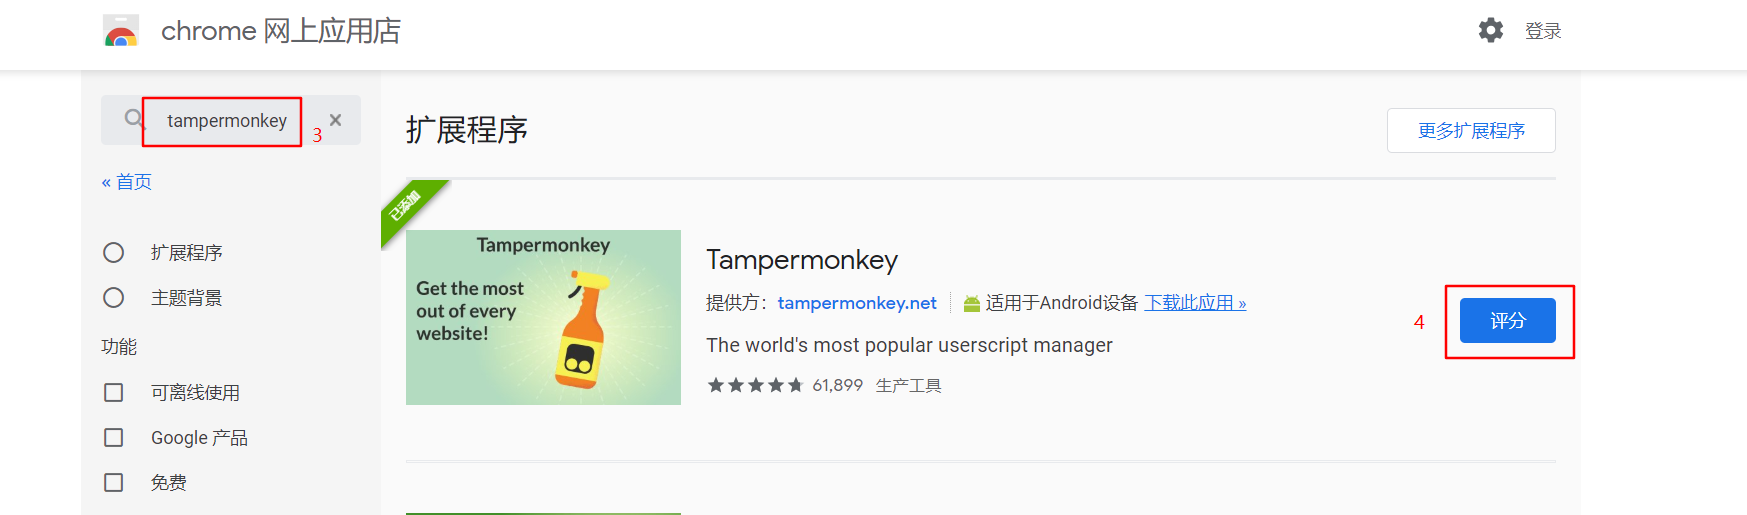 chrome 网上应用店
登录
tampermonkey
3
« 首页
扩展程序
主题背景
功能
可离线使用
Google 产品
免费
扩展程序
更多扩展程序
已添加
Tampermonkey
Get the most
out of every
website!
Tampermonkey
提供方： tampermonkey.net 适用于Android设备 下载此应用 »
The world's most popular userscript manager
61,899 生产工具
4
评分